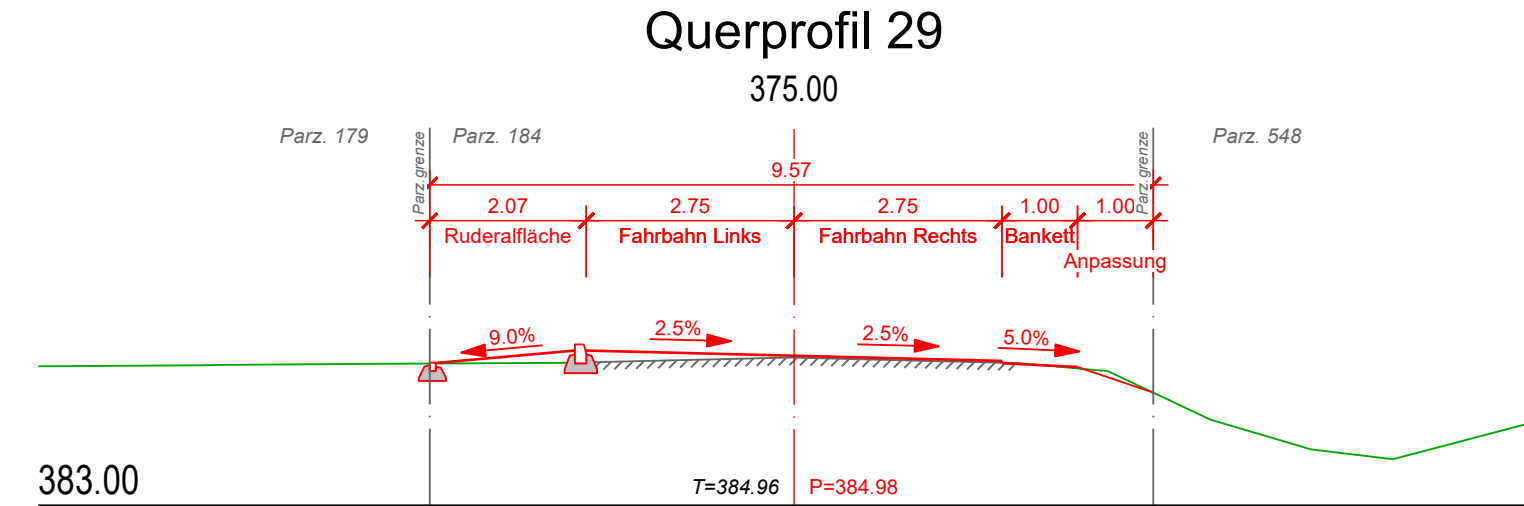 Querprofil 29
375.00
Parz. 179
Parz.grenze
Parz. 184
Parz.grenze
Parz. 548
9.57
2.07 2.75 2.75 1.00 1.00
Ruderalfläche Fahrbahn Links Fahrbahn Rechts Bankett
Anpassung
9.0% 2.5% 2.5% 5.0%
383.00
T=384.96 P=384.98